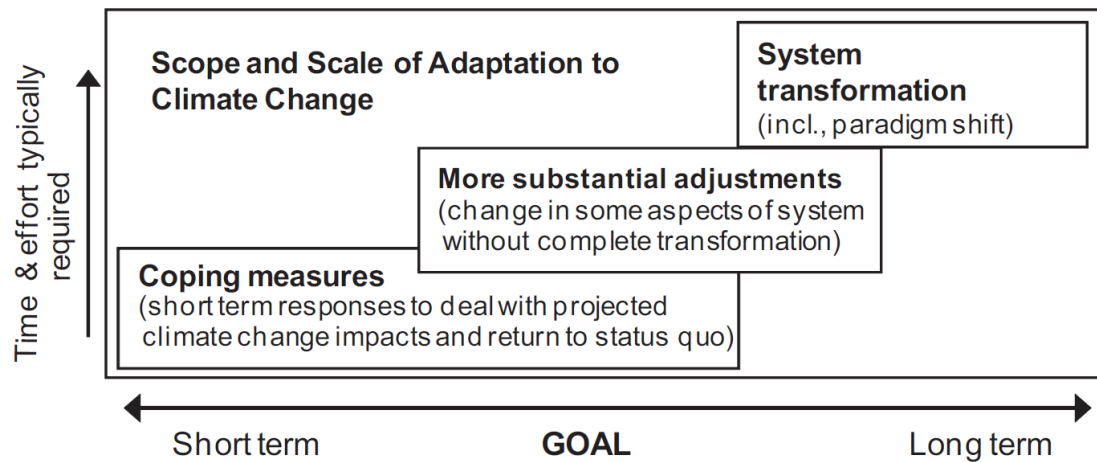 Scope and Scale of Adaptation to
Climate Change
System
transformation
(incl., paradigm shift)
More substantial adjustments
(change in some aspects of system
without complete transformation)
Coping measures
(short term responses to deal with projected
climate change impacts and return to status quo)
Time & effort typically
required
Short term
GOAL
Long term